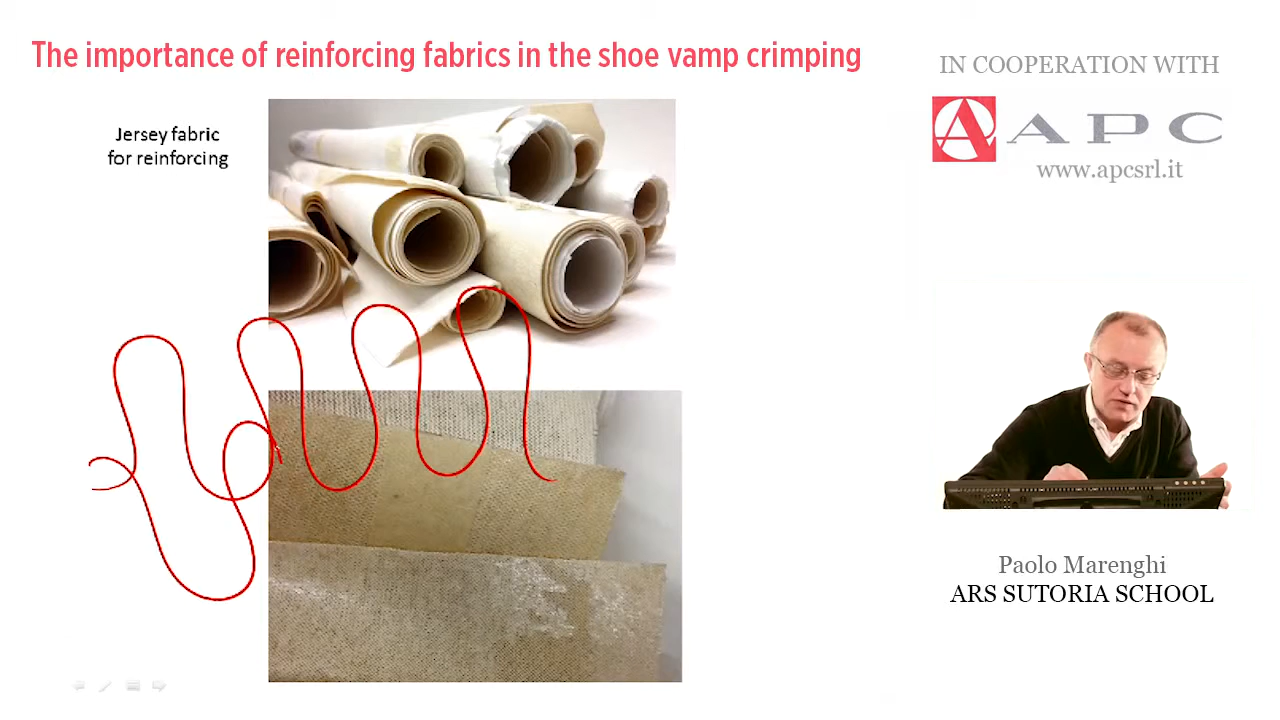 The importance of reinforcing fabrics in the shoe vamp crimping
Jersey fabric
for reinforcing
IN COOPERATION WITH
A APC
www.apcsrl.it
Paolo Marenghi
ARS SUTORIA SCHOOL